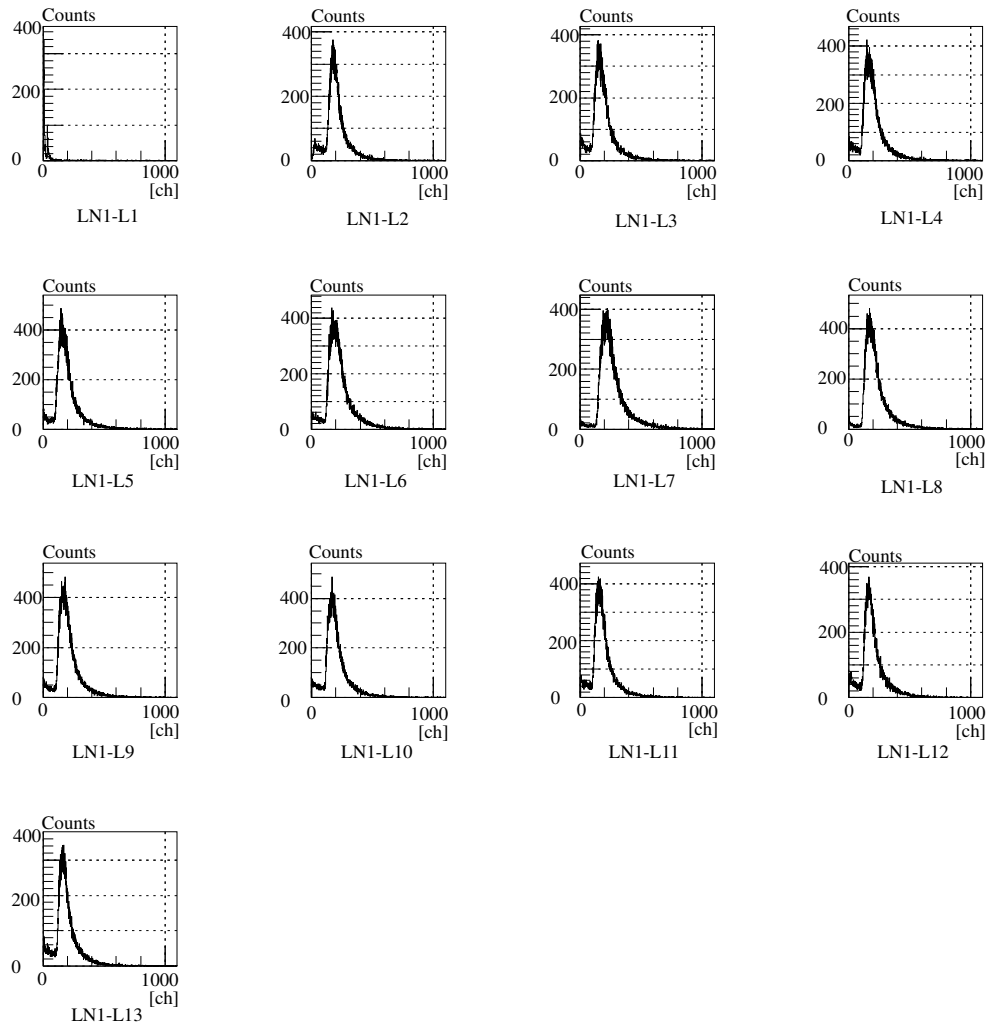 Counts
400
200
0
0
1000
[ch]
LN1-L1
Counts
400
200
0
0
1000
[ch]
LN1-L2
Counts
400
200
0
0
1000
[ch]
LN1-L3
Counts
400
200
0
0
1000
[ch]
LN1-L4
Counts
400
200
0
0
1000
[ch]
LN1-L5
Counts
400
200
0
0
1000
[ch]
LN1-L6
Counts
400
200
0
0
1000
[ch]
LN1-L7
Counts
400
200
0
0
1000
[ch]
LN1-L8
Counts
400
200
0
0
1000
[ch]
LN1-L9
Counts
400
200
0
0
1000
[ch]
LN1-L10
Counts
400
200
0
0
1000
[ch]
LN1-L11
Counts
400
200
0
0
1000
[ch]
LN1-L12
Counts
400
200
0
0
1000
[ch]
LN1-L13